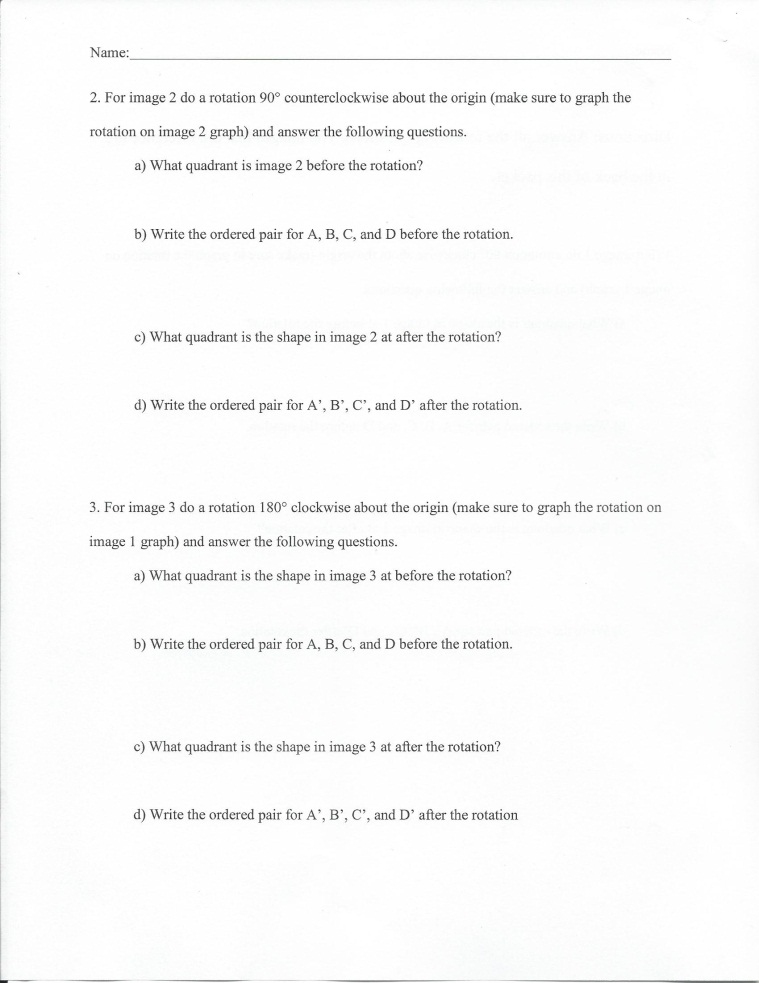 Name:
2. For image 2 do a rotation 90° counterclockwise about the origin (make sure to graph the
rotation on image 2 graph) and answer the following questions.
a) What quadrant is image 2 before the rotation?
b) Write the ordered pair for A, B, C, and D before the rotation.
c) What quadrant is the shape in image 2 at after the rotation?
d) Write the ordered pair for A’, B’, C’, and D’ after the rotation.
3. For image 3 do a rotation 180° clockwise about the origin (make sure to graph the rotation on
image 1 graph) and answer the following questions.
a) What quadrant is the shape in image 3 at before the rotation?
b) Write the ordered pair for A, B, C, and D before the rotation.
c) What quadrant is the shape in image 3 at after the rotation?
d) Write the ordered pair for A’, B’, C’, and D’ after the rotation